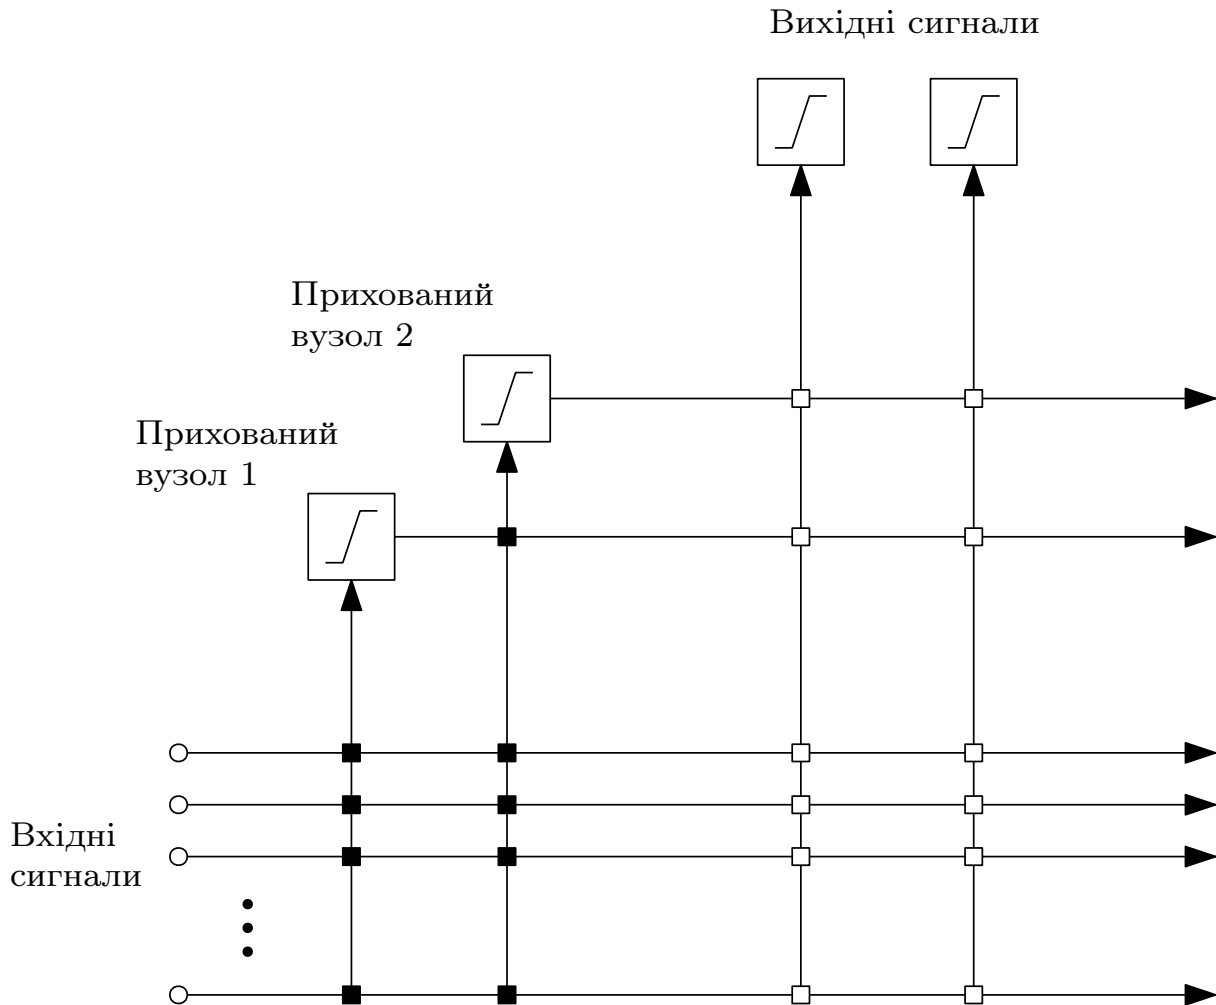 Вихідні сигнали
Прихований
вузол 2
Прихований
вузол 1
Вхідні
сигнали